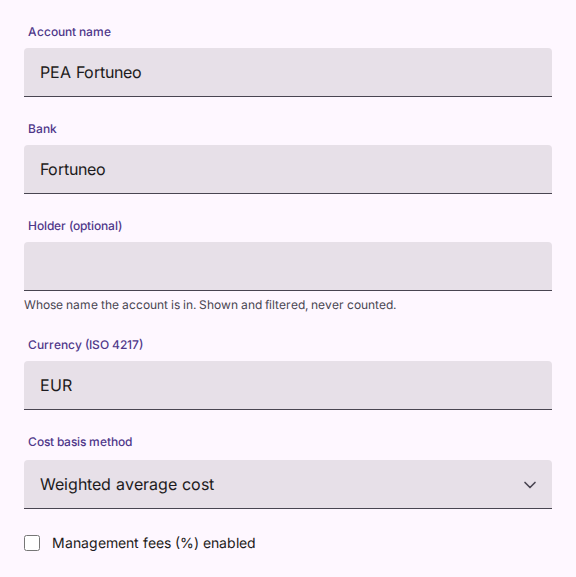 Account name
PEA Fortuneo
Bank
Fortuneo
Holder (optional)
Whose name the account is in. Shown and filtered, never counted.
Currency (ISO 4217)
EUR
Cost basis method
Weighted average cost
Management fees (%) enabled